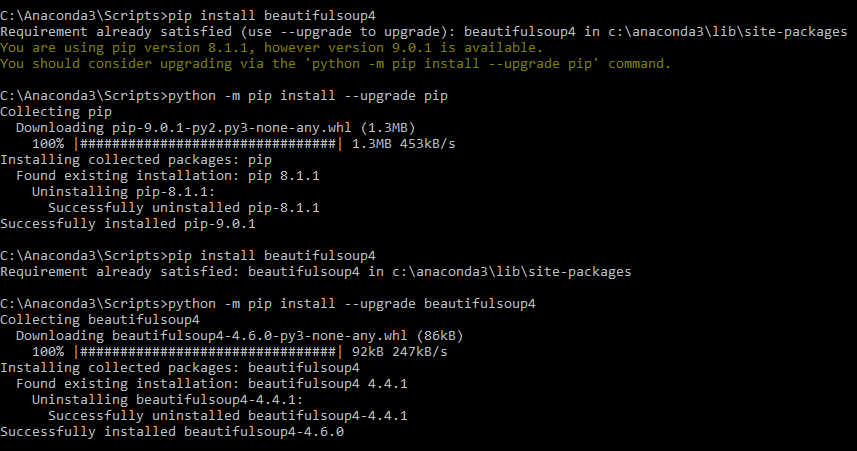 C:\Anaconda3\Scripts>pip install beautifulsoup4
Requirement already satisfied (use --upgrade to upgrade): beautifulsoup4 in c:\anaconda3\lib\site-packages
You are using pip version 8.1.1, however version 9.0.1 is available.
You should consider upgrading via the 'python -m pip install --upgrade pip' command.
C:\Anaconda3\Scripts>python -m pip install --upgrade pip
Collecting pip
  Downloading pip-9.0.1-py2.py3-none-any.whl (1.3MB)
    100% |################################| 1.3MB 453kB/s
Installing collected packages: pip
  Found existing installation: pip 8.1.1
    Uninstalling pip-8.1.1:
      Successfully uninstalled pip-8.1.1
Successfully installed pip-9.0.1
C:\Anaconda3\Scripts>pip install beautifulsoup4
Requirement already satisfied: beautifulsoup4 in c:\anaconda3\lib\site-packages
C:\Anaconda3\Scripts>python -m pip install --upgrade beautifulsoup4
Collecting beautifulsoup4
  Downloading beautifulsoup4-4.6.0-py3-none-any.whl (86kB)
    100% |################################| 92kB 247kB/s
Installing collected packages: beautifulsoup4
  Found existing installation: beautifulsoup4 4.4.1
    Uninstalling beautifulsoup4-4.4.1:
      Successfully uninstalled beautifulsoup4-4.4.1
Successfully installed beautifulsoup4-4.6.0